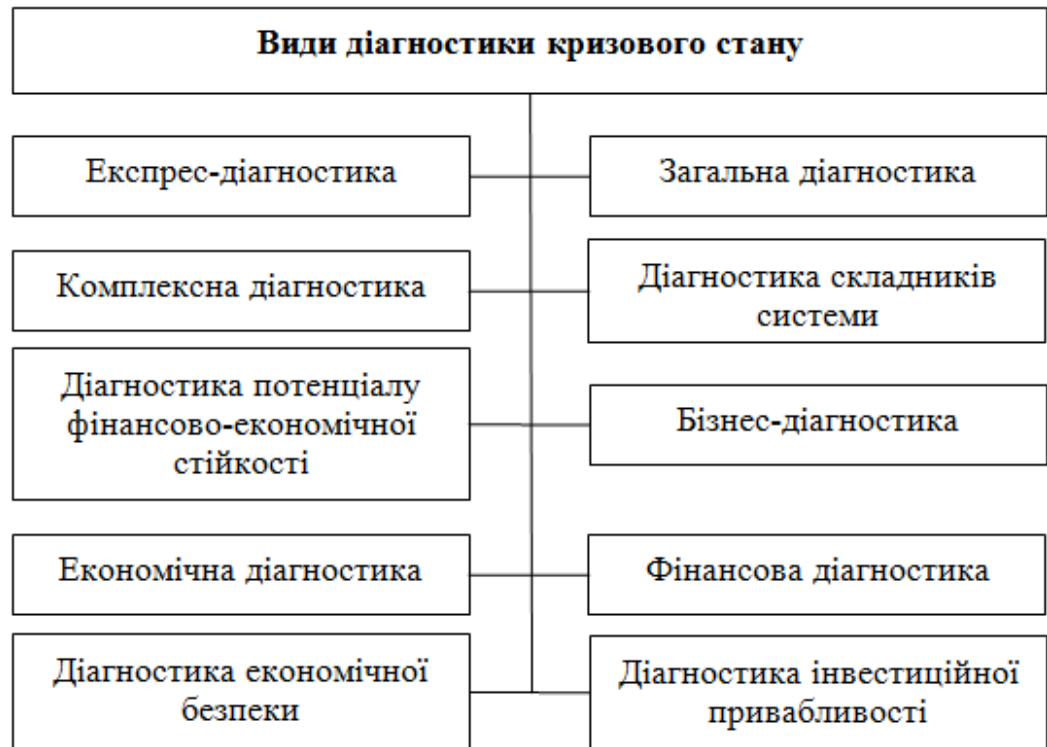 Види діагностики кризового стану
Експрес-діагностика
Загальна діагностика
Комплексна діагностика
Діагностика складників
системи
Діагностика потенціалу
фінансово-економічної
стійкості
Бізнес-діагностика
Економічна діагностика
Фінансова діагностика
Діагностика економічної
безпеки
Діагностика інвестиційної
привабливості